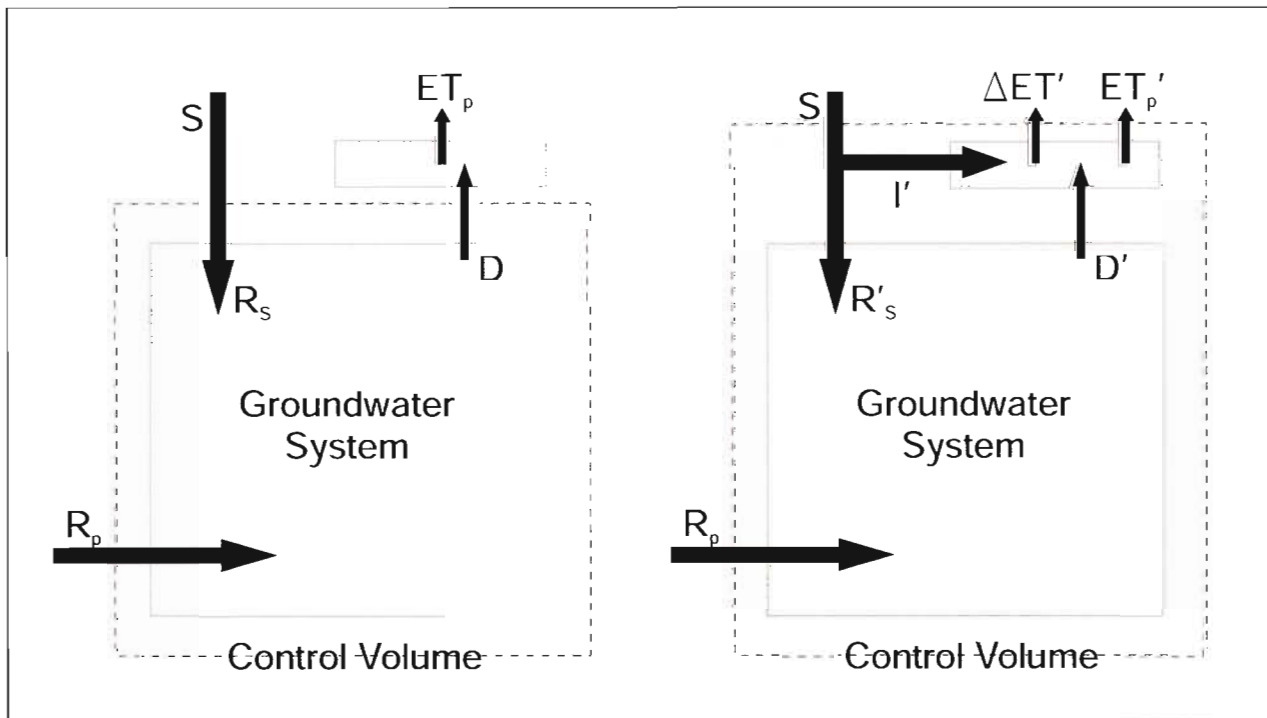 S
ET_p
D
R_s
Groundwater
System
R_p
Control Volume
S
ΔET'
ET_p'
I'
D'
R'_s
Groundwater
System
R_p
Control Volume